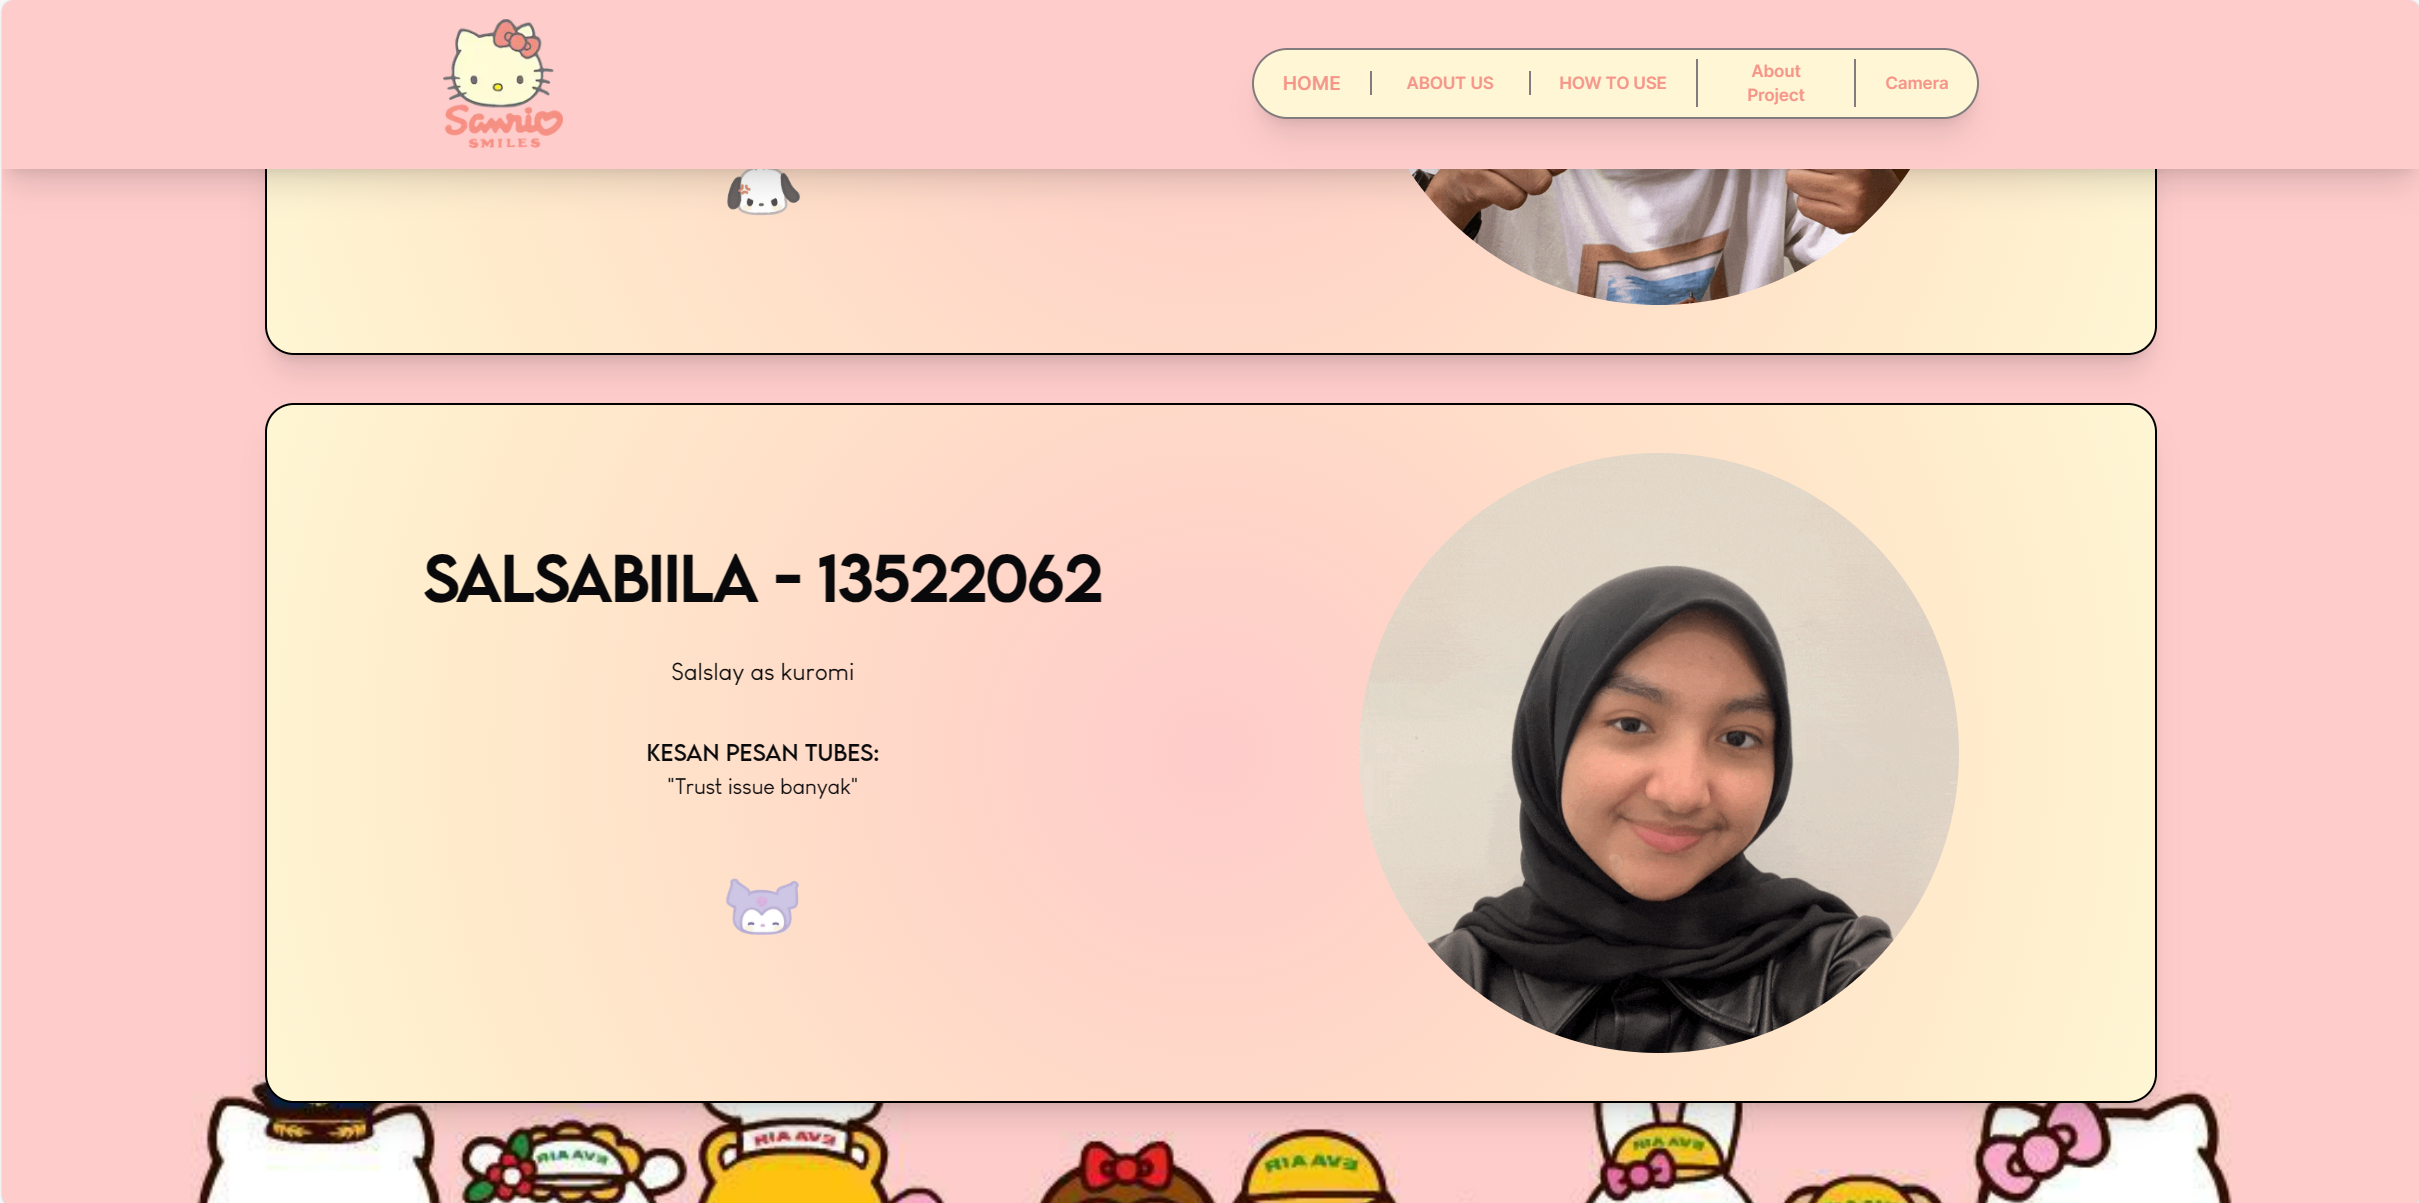 Sanrio
SMILES
HOME
ABOUT US
HOW TO USE
About
Project
Camera
SALSABIILA - 13522062
Salslay as kuromi
KESAN PESAN TUBES:
"Trust issue banyak"